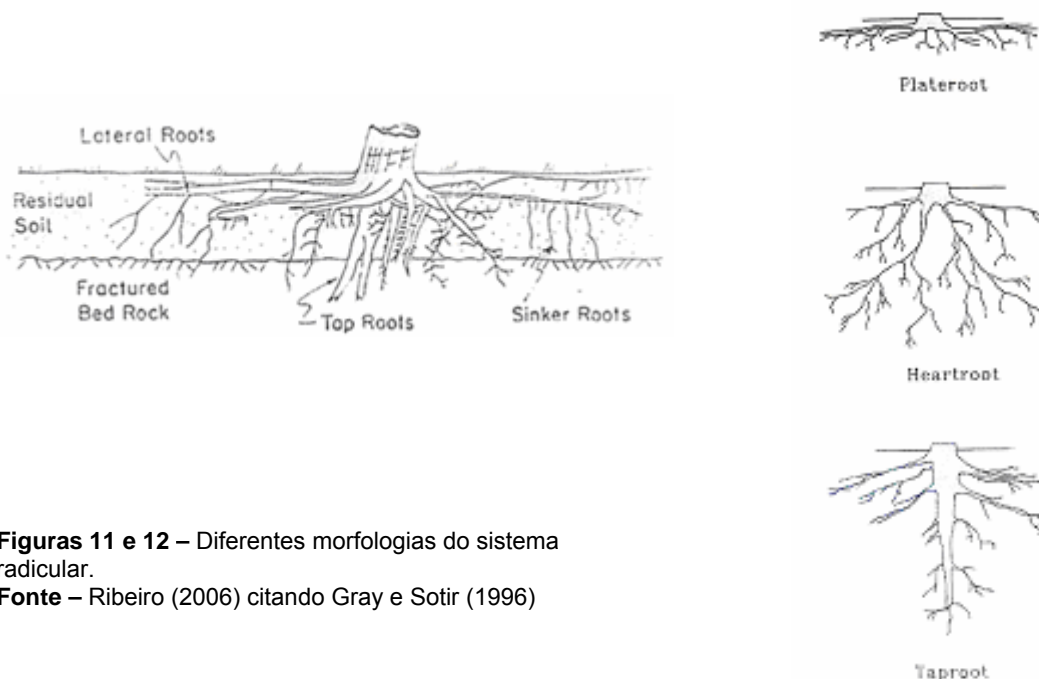 Lateral Roots
Residual
Soil
Fractured
Bed Rock
Tap Roots
Sinker Roots
Plateroot
Heartroot
Taproot
Figuras 11 e 12 – Diferentes morfologias do sistema
radicular.
Fonte – Ribeiro (2006) citando Gray e Sotir (1996)